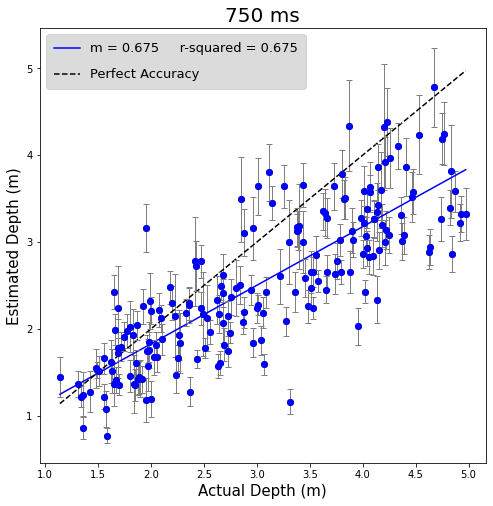 750 ms
m = 0.675 r-squared = 0.675
Perfect Accuracy
Estimated Depth (m)
5
4
3
2
1
1.0 1.5 2.0 2.5 3.0 3.5 4.0 4.5 5.0
Actual Depth (m)